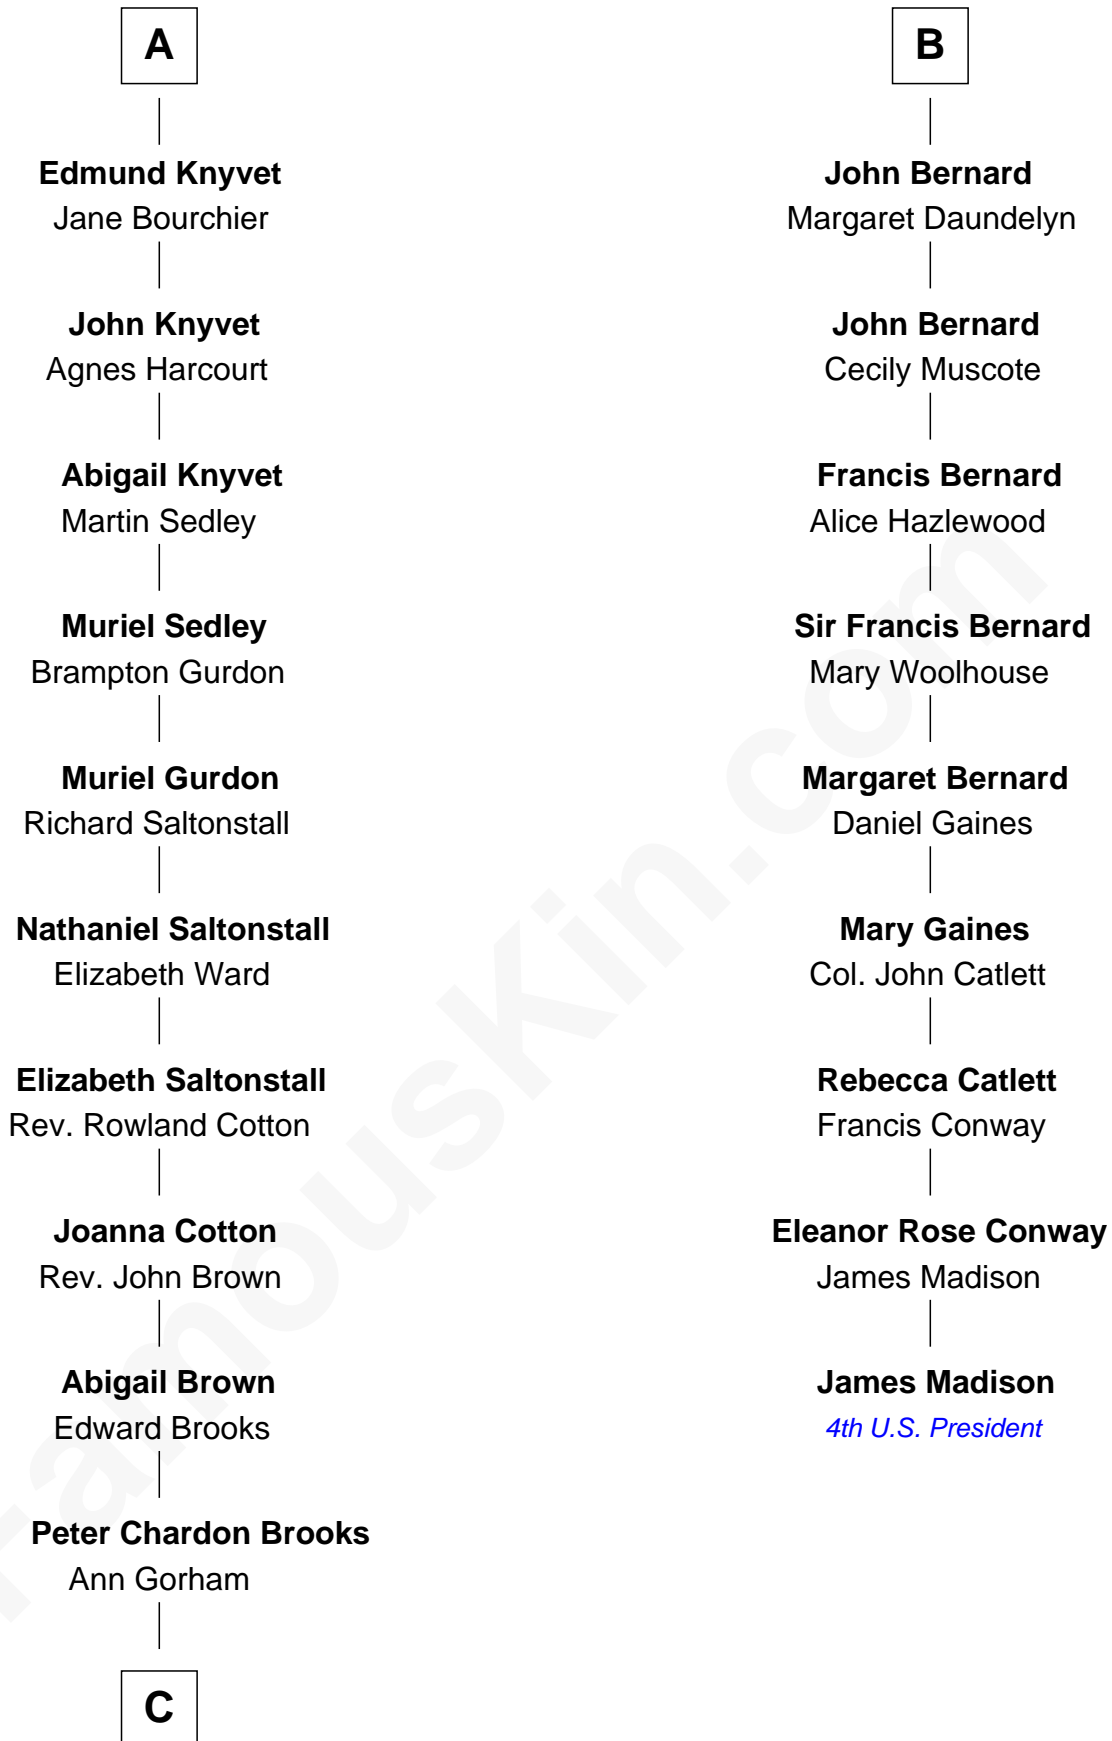 A
Edmund Knyvet
Jane Bourchier
John Knyvet
Agnes Harcourt
Abigail Knyvet
Martin Sedley
Muriel Sedley
Brampton Gurdon
Muriel Gurdon
Richard Saltonstall
Nathaniel Saltonstall
Elizabeth Ward
Elizabeth Saltonstall
Rev. Rowland Cotton
Joanna Cotton
Rev. John Brown
Abigail Brown
Edward Brooks
Peter Chardon Brooks
Ann Gorham
C
B
John Bernard
Margaret Daundelyn
John Bernard
Cecily Muscote
Francis Bernard
Alice Hazlewood
Sir Francis Bernard
Mary Woolhouse
Margaret Bernard
Daniel Gaines
Mary Gaines
Col. John Catlett
Rebecca Catlett
Francis Conway
Eleanor Rose Conway
James Madison
James Madison
4th U.S. President
FamousKin.com